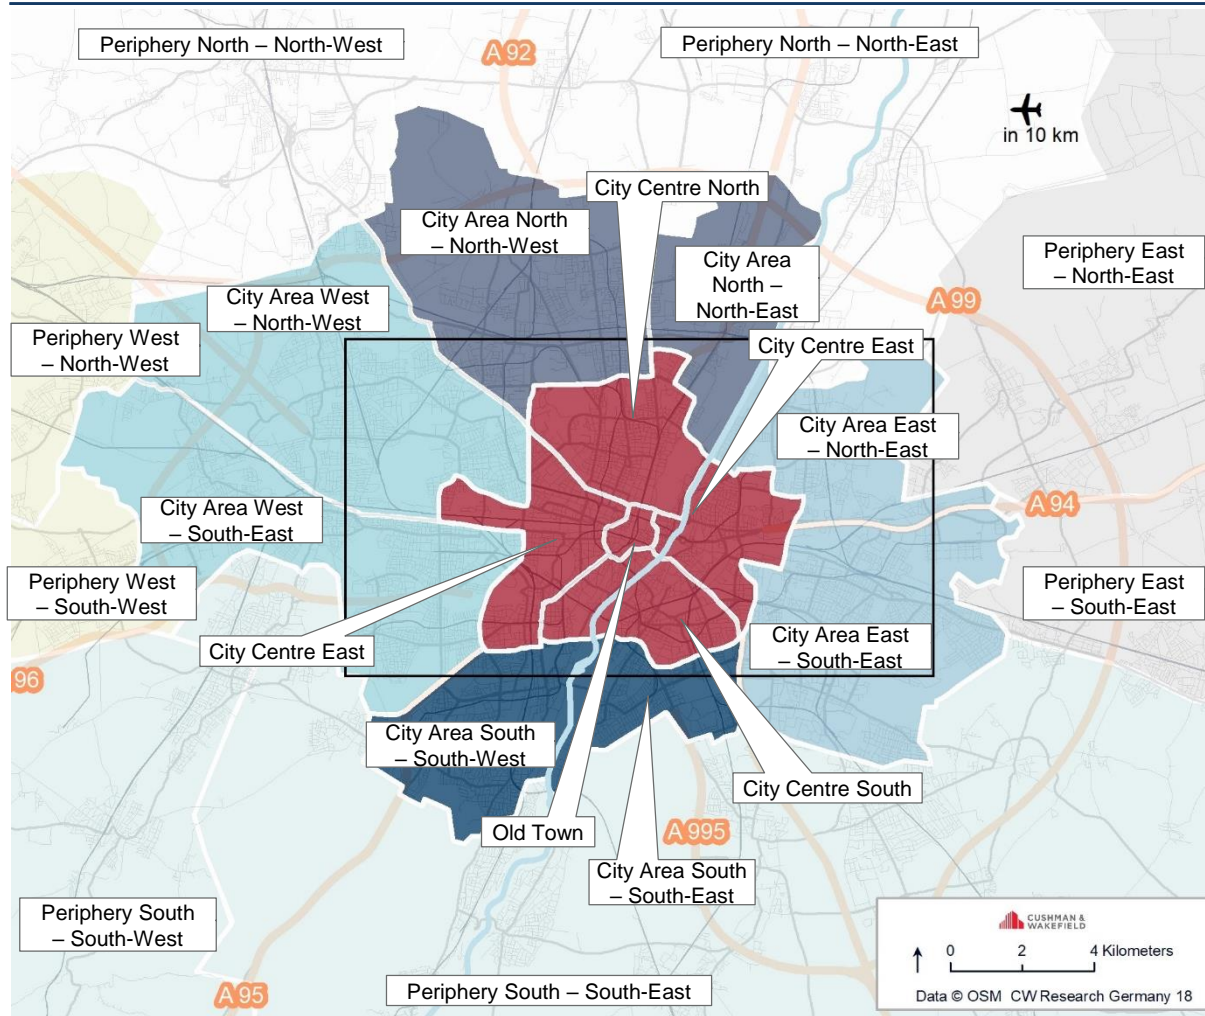 Periphery North – North-West
A 92
Periphery North – North-East
in 10 km
City Centre North
City Area North
– North-West
City Area
North –
North-East
Periphery East
– North-East
City Area West
– North-West
A 99
Periphery West
– North-West
City Centre East
City Area East
– North-East
City Area West
– South-East
A 94
Periphery West
– South-West
Periphery East
– South-East
City Centre East
City Area East
– South-East
96
City Area South
– South-West
City Centre South
Old Town
A 995
City Area South
– South-East
Periphery South
– South-West
CUSHMAN &
WAKEFIELD
0 2 4 Kilometers
A 95
Periphery South – South-East
Data © OSM CW Research Germany 18